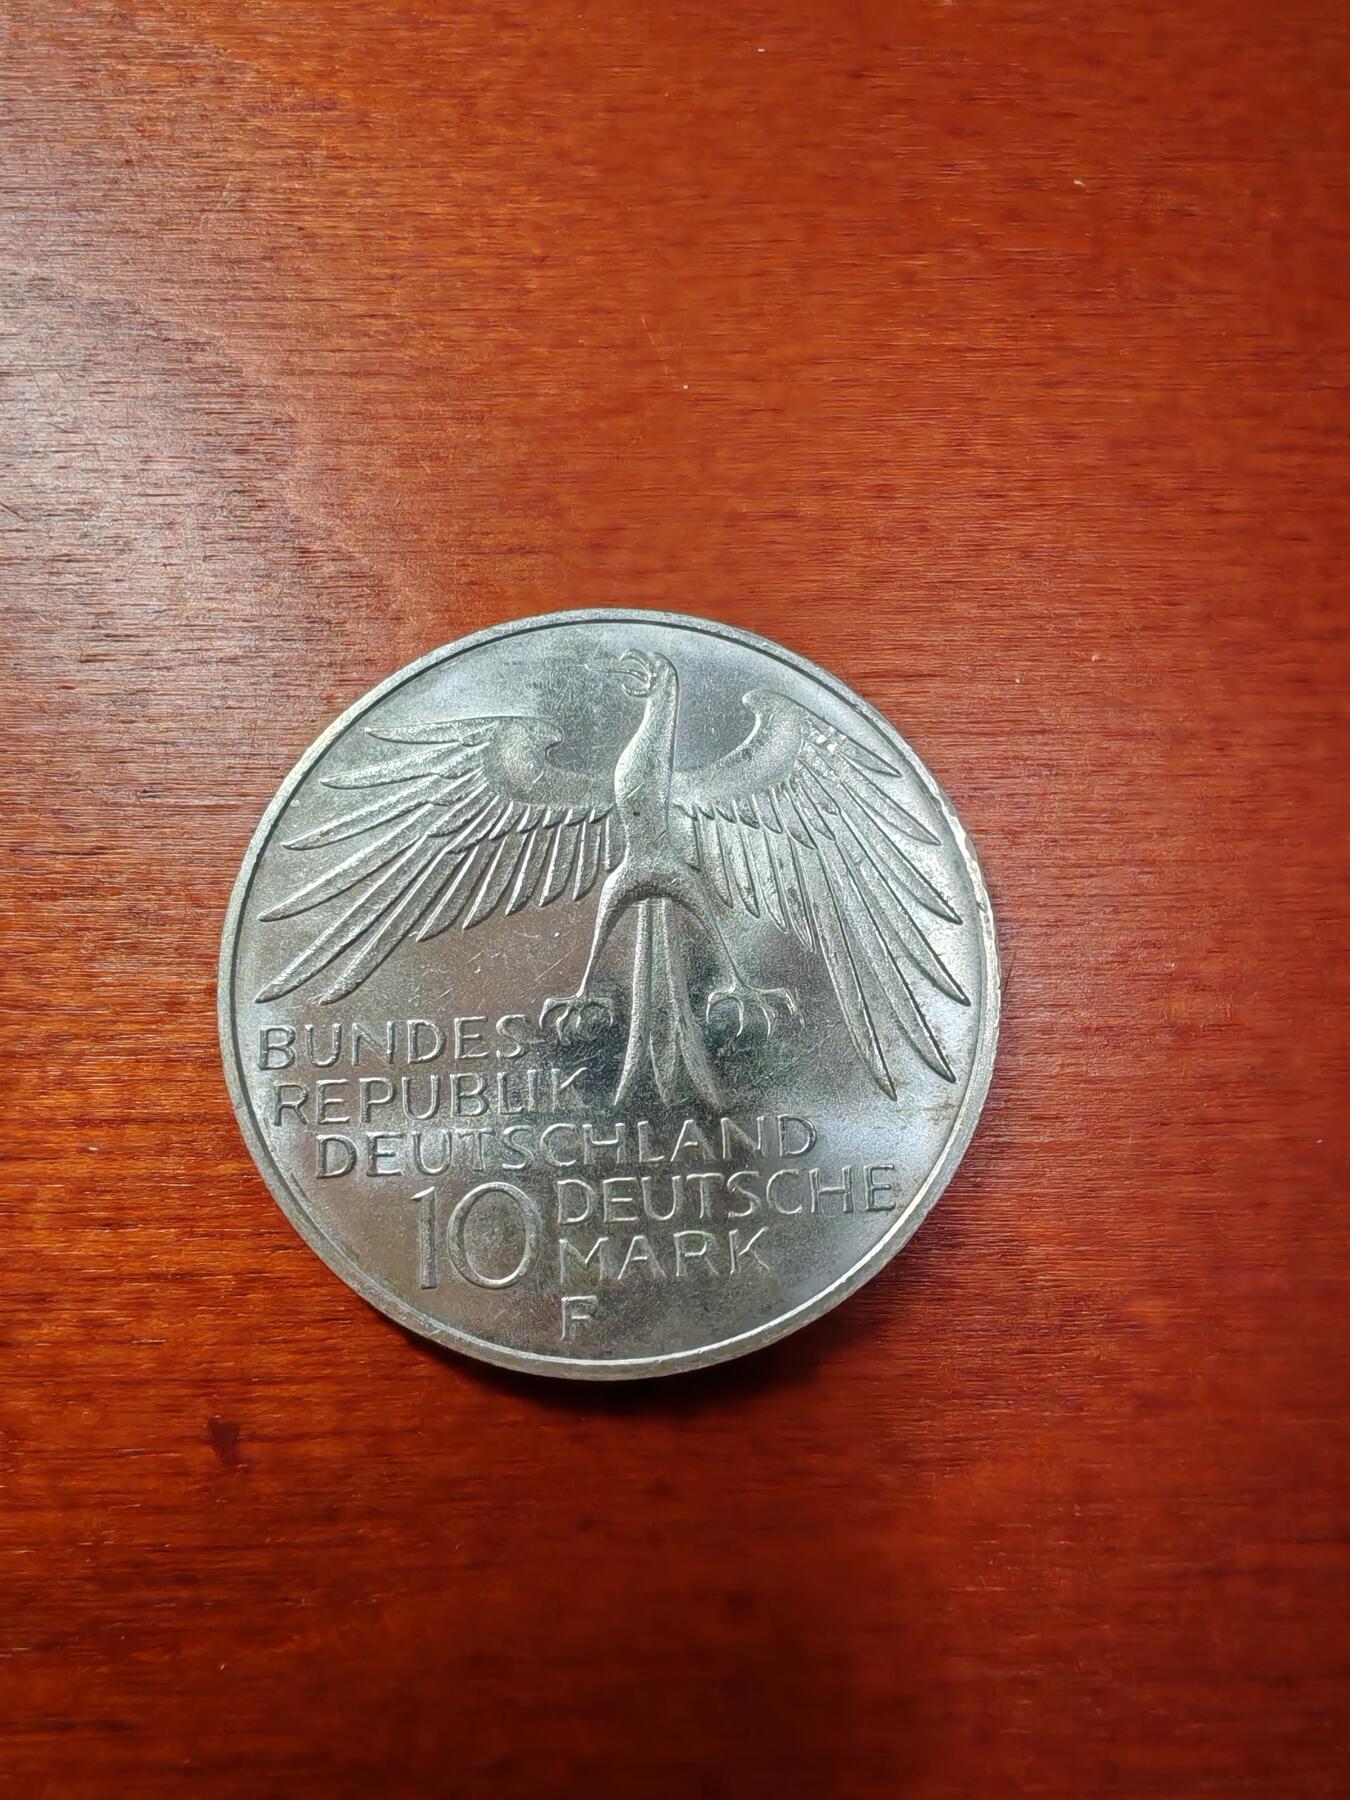 BUNDES-
REPUBLIK
DEUTSCHLAND
10 DEUTSCHE
MARK
F